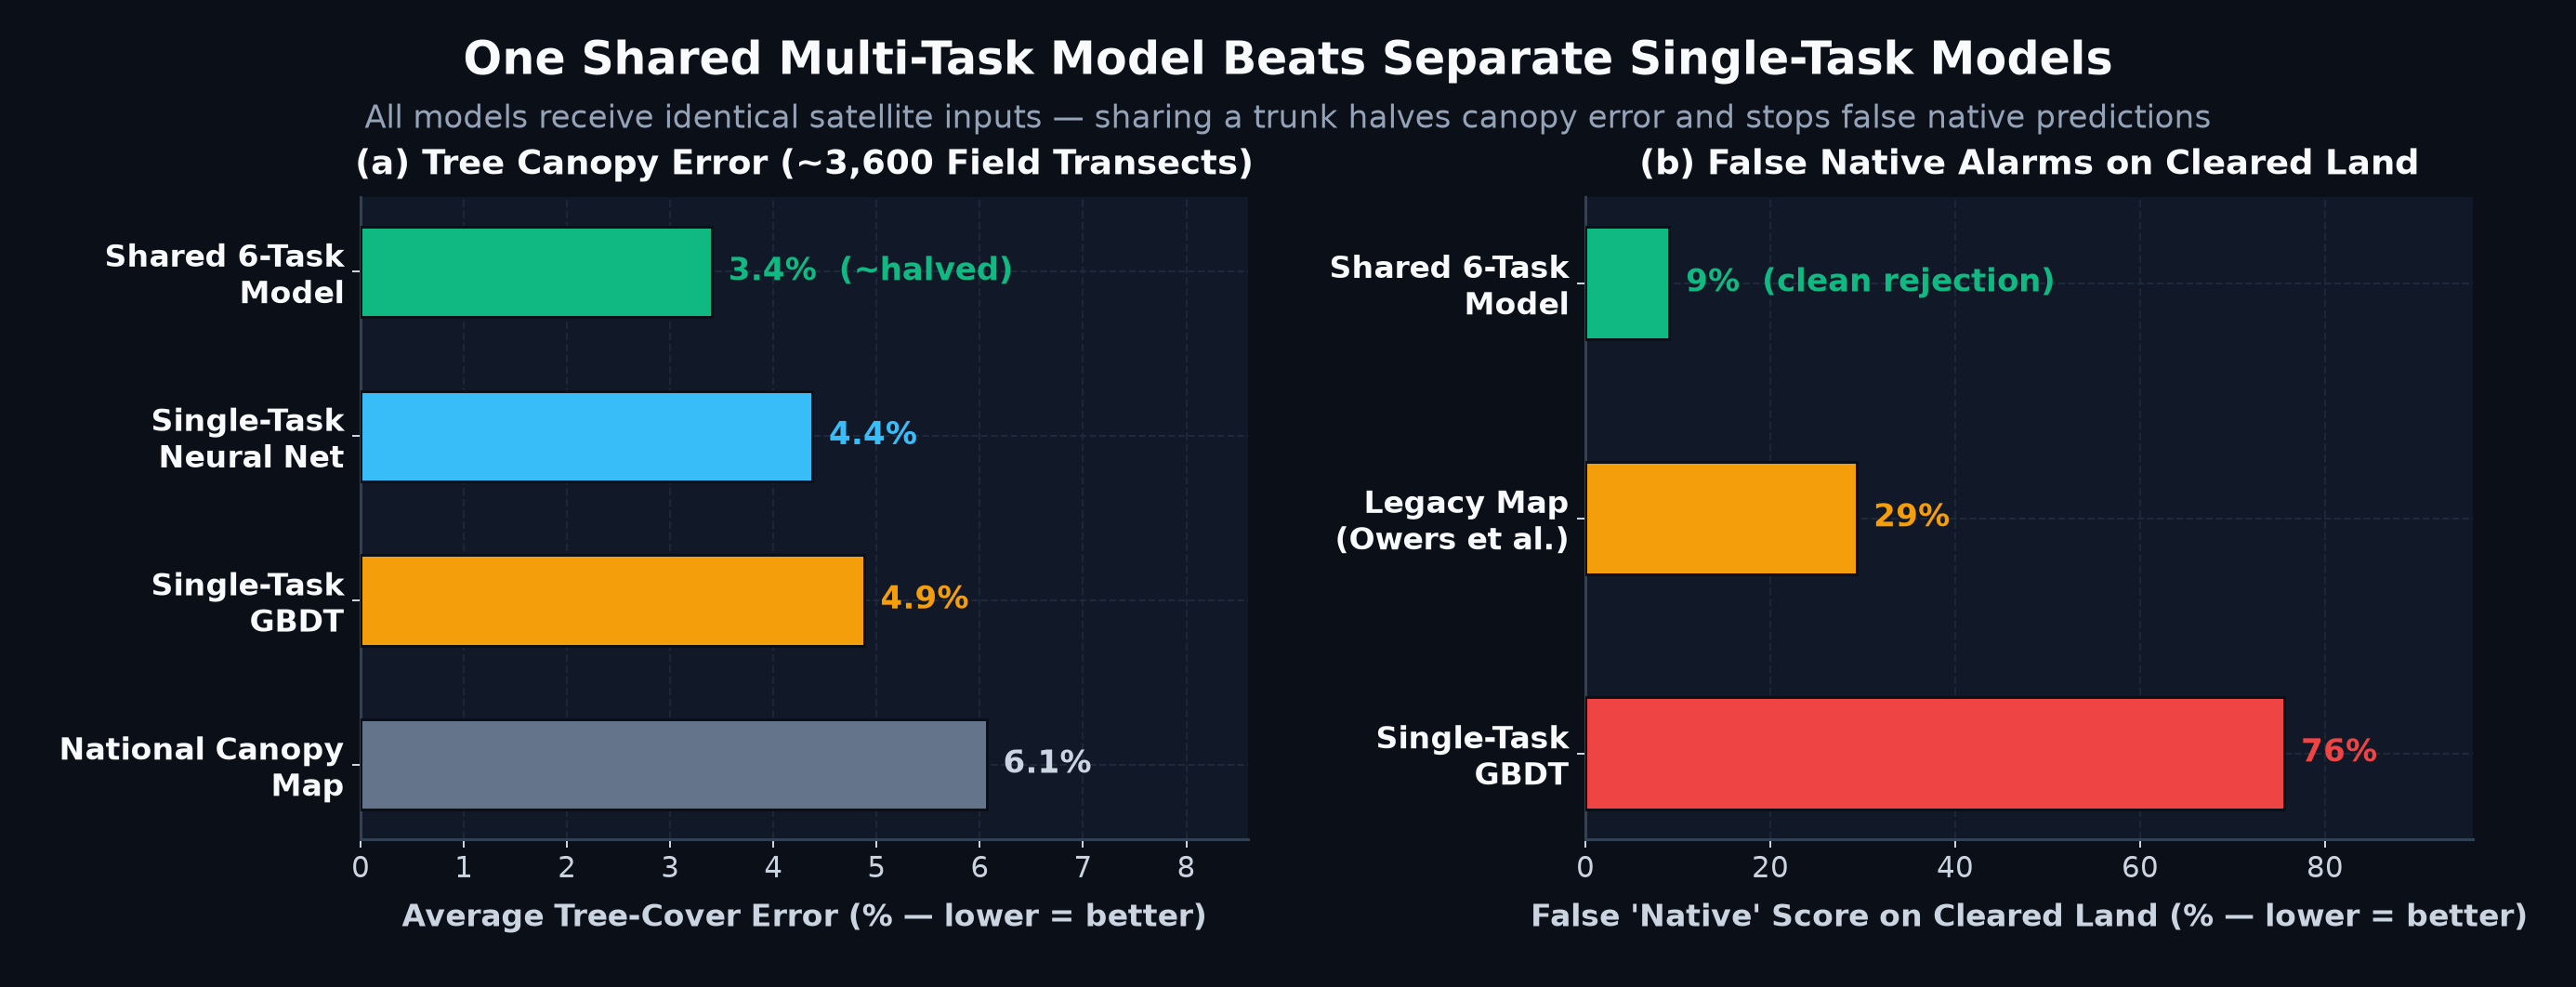 One Shared Multi-Task Model Beats Separate Single-Task Models
All models receive identical satellite inputs — sharing a trunk halves canopy error and stops false native predictions
(a) Tree Canopy Error (~3,600 Field Transects)
Shared 6-Task
Model
3.4% (~halved)
Single-Task
Neural Net
4.4%
Single-Task
GBDT
4.9%
National Canopy
Map
6.1%
0 1 2 3 4 5 6 7 8
Average Tree-Cover Error (% — lower = better)
(b) False Native Alarms on Cleared Land
Shared 6-Task
Model
9% (clean rejection)
Legacy Map
(Owers et al.)
29%
Single-Task
GBDT
76%
0 20 40 60 80
False 'Native' Score on Cleared Land (% — lower = better)